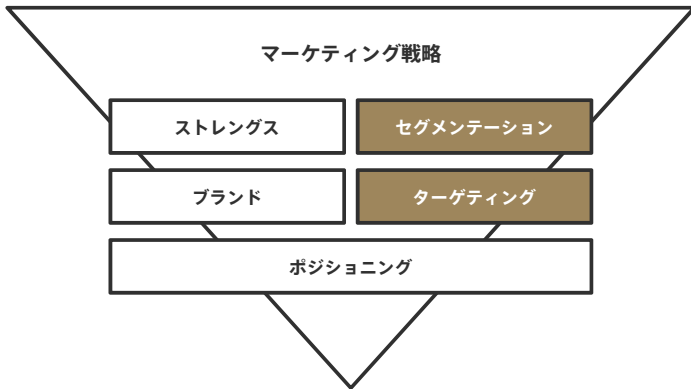 マーケティング戦略
ストレングス
セグメンテーション
ブランド
ターゲティング
ポジショニング